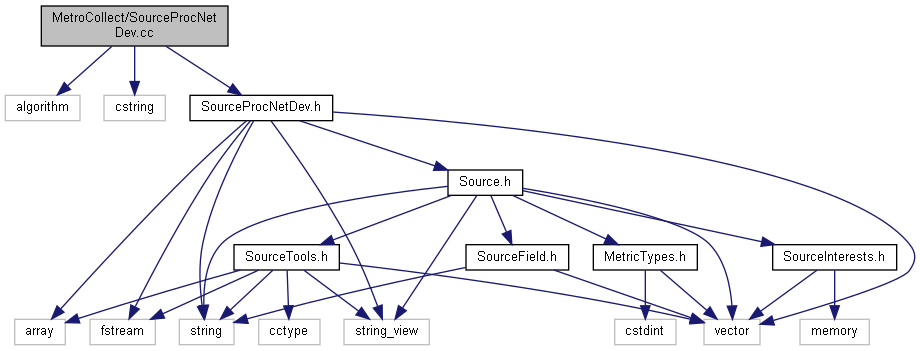 MetroCollect/SourceProcNet
Dev.cc
algorithm
cstring
SourceProcNetDev.h
Source.h
SourceTools.h
SourceField.h
MetricTypes.h
SourceInterests.h
array
fstream
string
cctype
string_view
cstdint
vector
memory